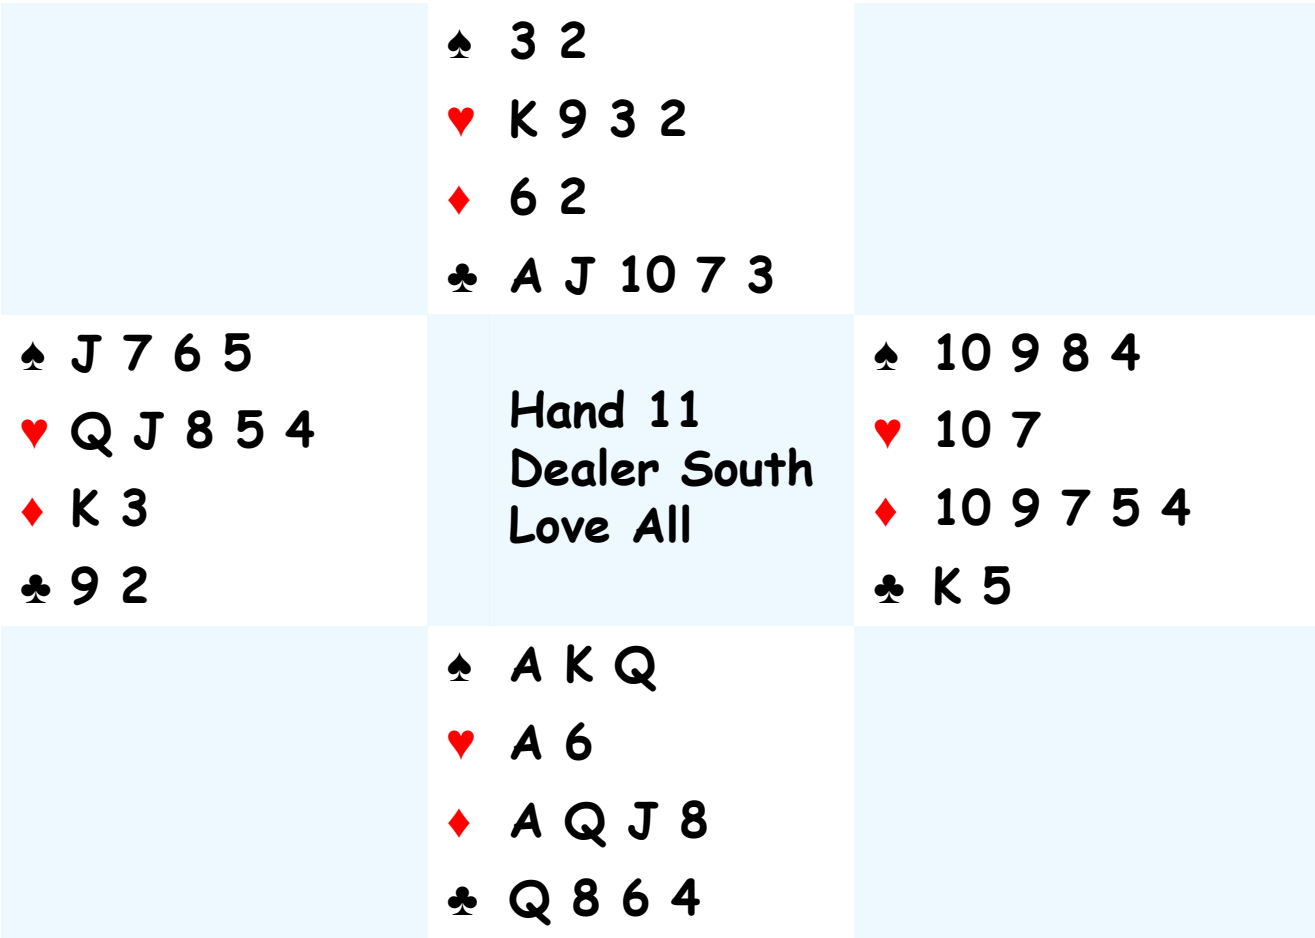 ♠ 3 2
♥ K 9 3 2
♦ 6 2
♣ A J 10 7 3
♠ J 7 6 5
♥ Q J 8 5 4
♦ K 3
♣ 9 2
Hand 11
Dealer South
Love All
♠ 10 9 8 4
♥ 10 7
♦ 10 9 7 5 4
♣ K 5
♠ A K Q
♥ A 6
♦ A Q J 8
♣ Q 8 6 4